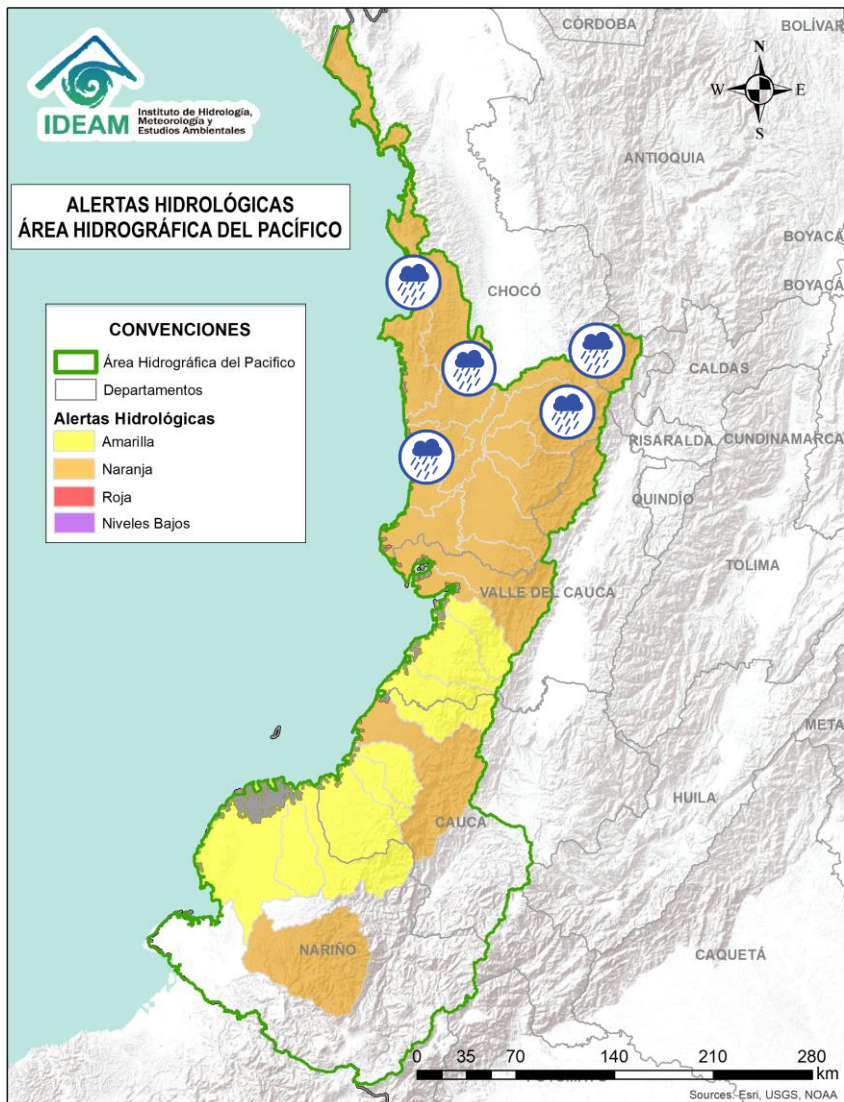 IDEAM
Instituto de Hidrología,
Meteorología y
Estudios Ambientales
ALERTAS HIDROLÓGICAS
ÁREA HIDROGRÁFICA DEL PACÍFICO
CONVENCIONES
Área Hidrográfica del Pacifico
Departamentos
Alertas Hidrológicas
Amarilla
Naranja
Roja
Niveles Bajos
N
W
E
S
CÓRDOBA
BOLÍVAR
ANTIOQUIA
BOYACÁ
BOYACÁ
CHOCÓ
CALDAS
RISARALDA
CUNDINAMARCA
QUINDÍO
TOLIMA
VALLE DEL CAUCA
META
HUILA
CAUCA
NARIÑO
CAQUETÁ
0 35 70 140 210 280
km
Sources: Esri, USGS, NOAA